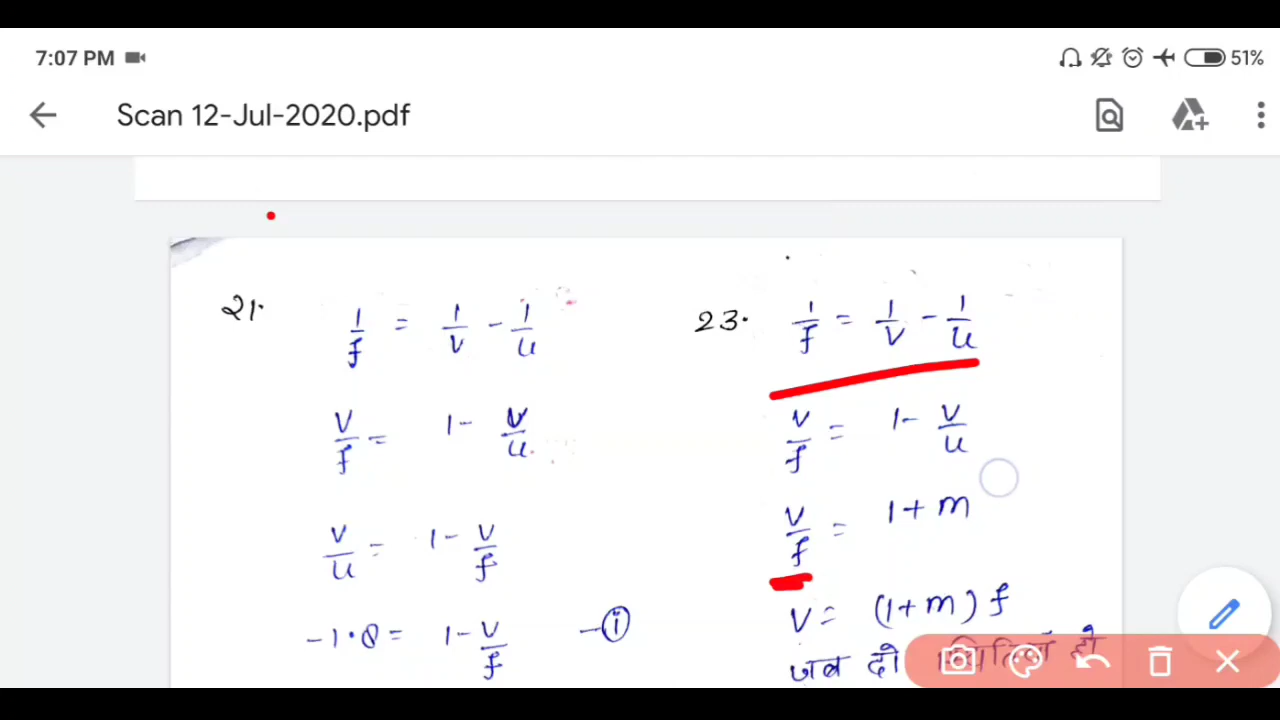 7:07 PM 51%
Scan 12-Jul-2020.pdf
21.
1/f = 1/v - 1/u
v/f = 1 - v/u
v/u = 1 - v/f
-1.8 = 1 - v/f -(i)
23. 1/f = 1/v - 1/u
v/f = 1 - v/u
v/f = 1+m
v = (1+m) f
जब दो स्थितियाँ हो